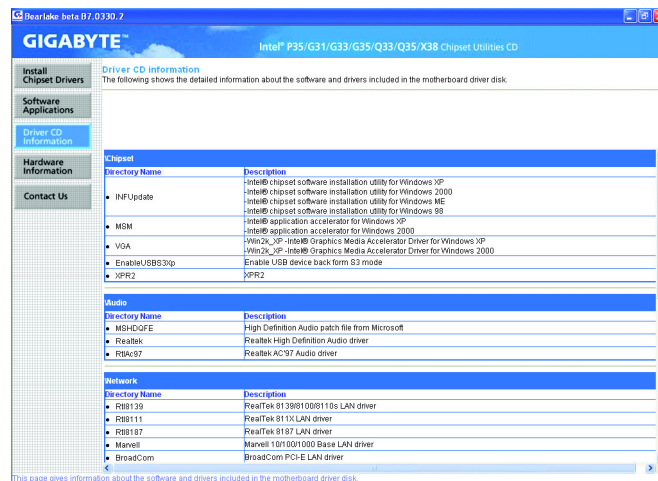 Bearlake beta B7.0330.2
GIGABYTE™
Intel® P35/G31/G33/G35/Q33/Q35/X38 Chipset Utilities CD
Install
Chipset Drivers
Software
Applications
Driver CD
Information
Hardware
Information
Contact Us
Driver CD information
The following shows the detailed information about the software and drivers included in the motherboard driver disk.
\Chipset
Directory Name Description
• INFUpdate
-Intel® chipset software installation utility for Windows XP
-Intel® chipset software installation utility for Windows 2000
-Intel® chipset software installation utility for Windows ME
-Intel® chipset software installation utility for Windows 98
• MSM
-Intel® application accelerator for Windows XP
-Intel® application accelerator for Windows 2000
• VGA
-Win2k_XP -Intel® Graphics Media Accelerator Driver for Windows XP
-Win2k_XP -Intel® Graphics Media Accelerator Driver for Windows 2000
• EnableUSBS3Xp Enable USB device back form S3 mode
• XPR2 XPR2
\Audio
Directory Name Description
• MSHDQFE High Definition Audio patch file from Microsoft
• Realtek Realtek High Definition Audio driver
• RtlAc97 Realtek AC'97 Audio driver
\Network
Directory Name Description
• Rtl8139 RealTek 8139/8100/8110s LAN driver
• Rtl8111 RealTek 811X LAN driver
• Rtl8187 RealTek 8187 LAN driver
• Marvell Marvell 10/100/1000 Base LAN driver
• BroadCom BroadCom PCI-E LAN driver
This page gives information about the software and drivers included in the motherboard driver disk.